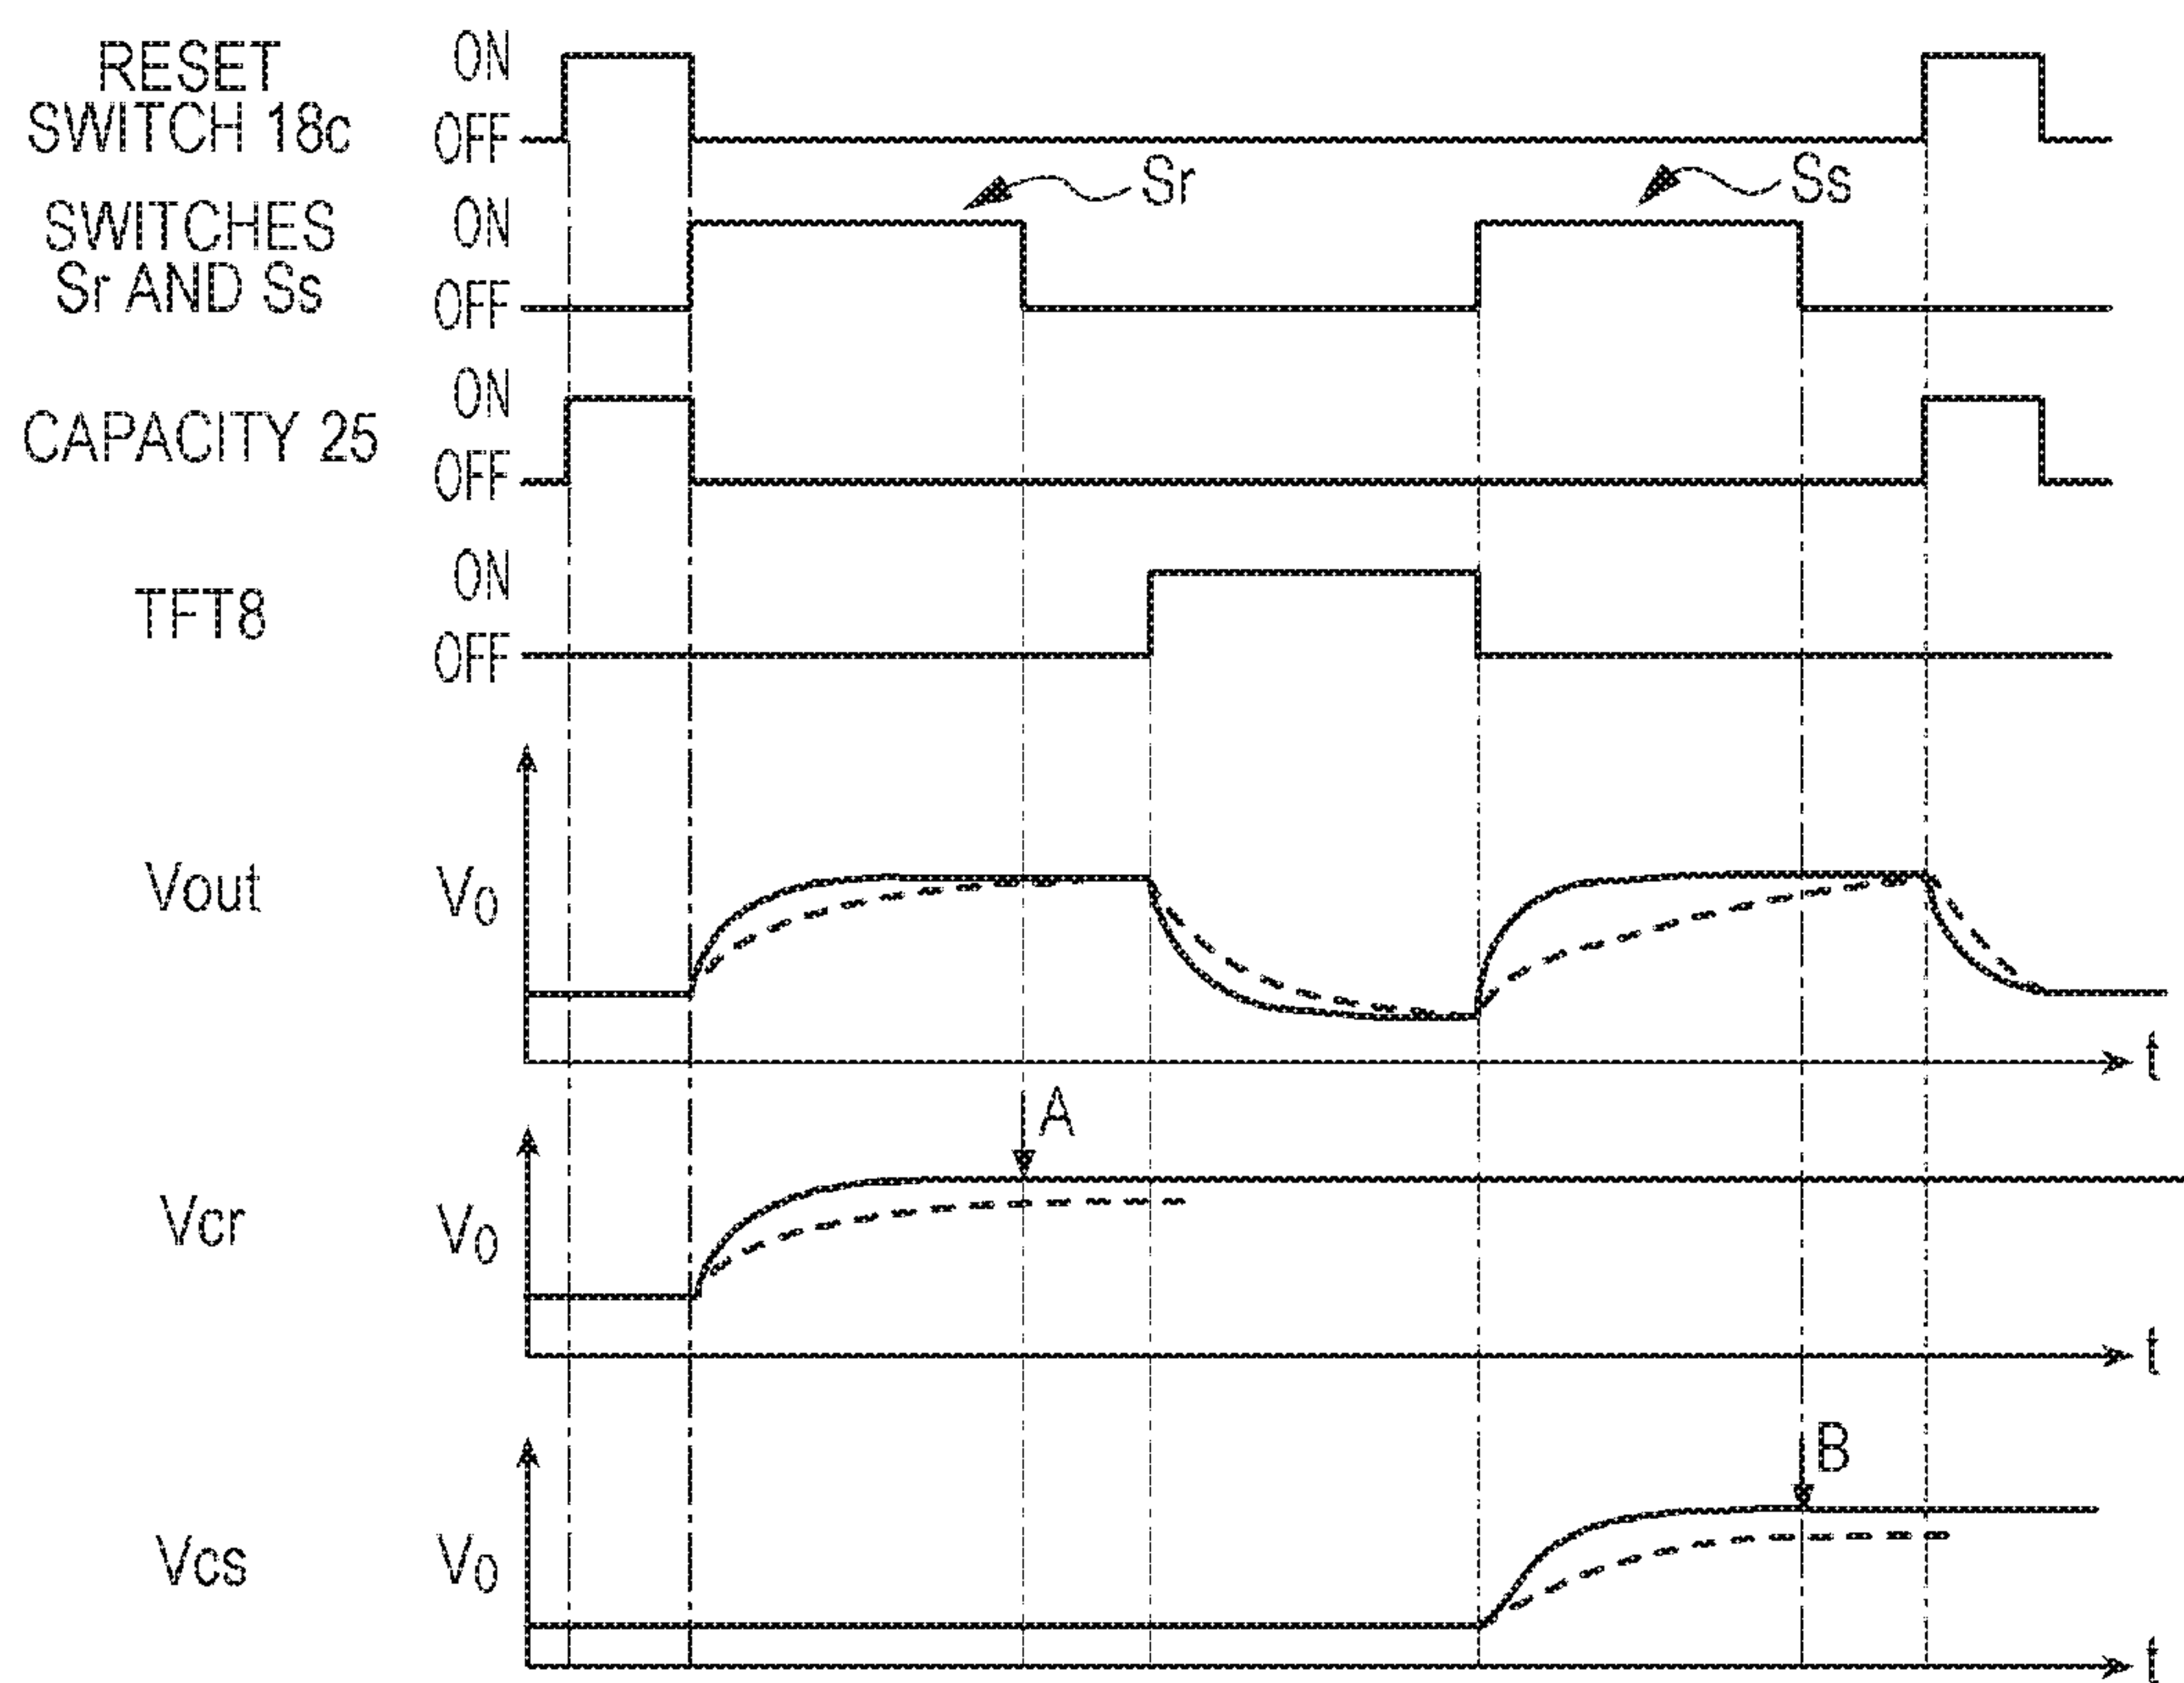 RESET
SWITCH 18c
ON
OFF
Sr
Ss
SWITCHES
Sr AND Ss
ON
OFF
CAPACITY 25
ON
OFF
TFT8
ON
OFF
Vout
V0
t
A
Vcr
V0
t
B
Vcs
V0
t